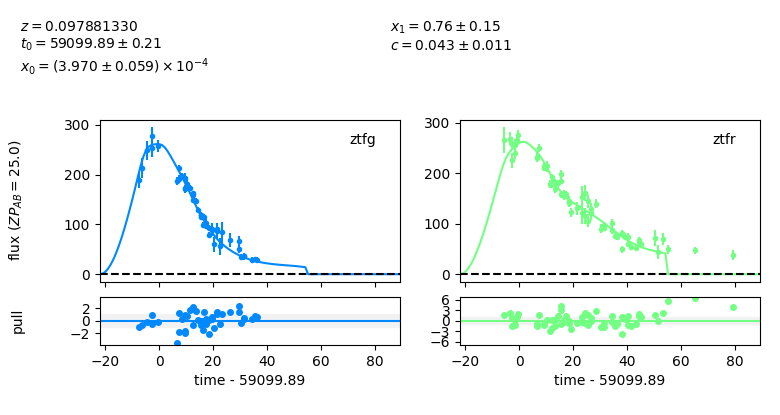 z = 0.097881330
t₀ = 59099.89 ± 0.21
x₀ = (3.970 ± 0.059) × 10⁻⁴
x₁ = 0.76 ± 0.15
c = 0.043 ± 0.011
flux (ZP_AB = 25.0)
300
200
100
0
ztfg
300
200
100
0
ztfr
pull
2
0
−2
−20 0 20 40 60 80
time - 59099.89
6
3
0
−3
−6
−20 0 20 40 60 80
time - 59099.89